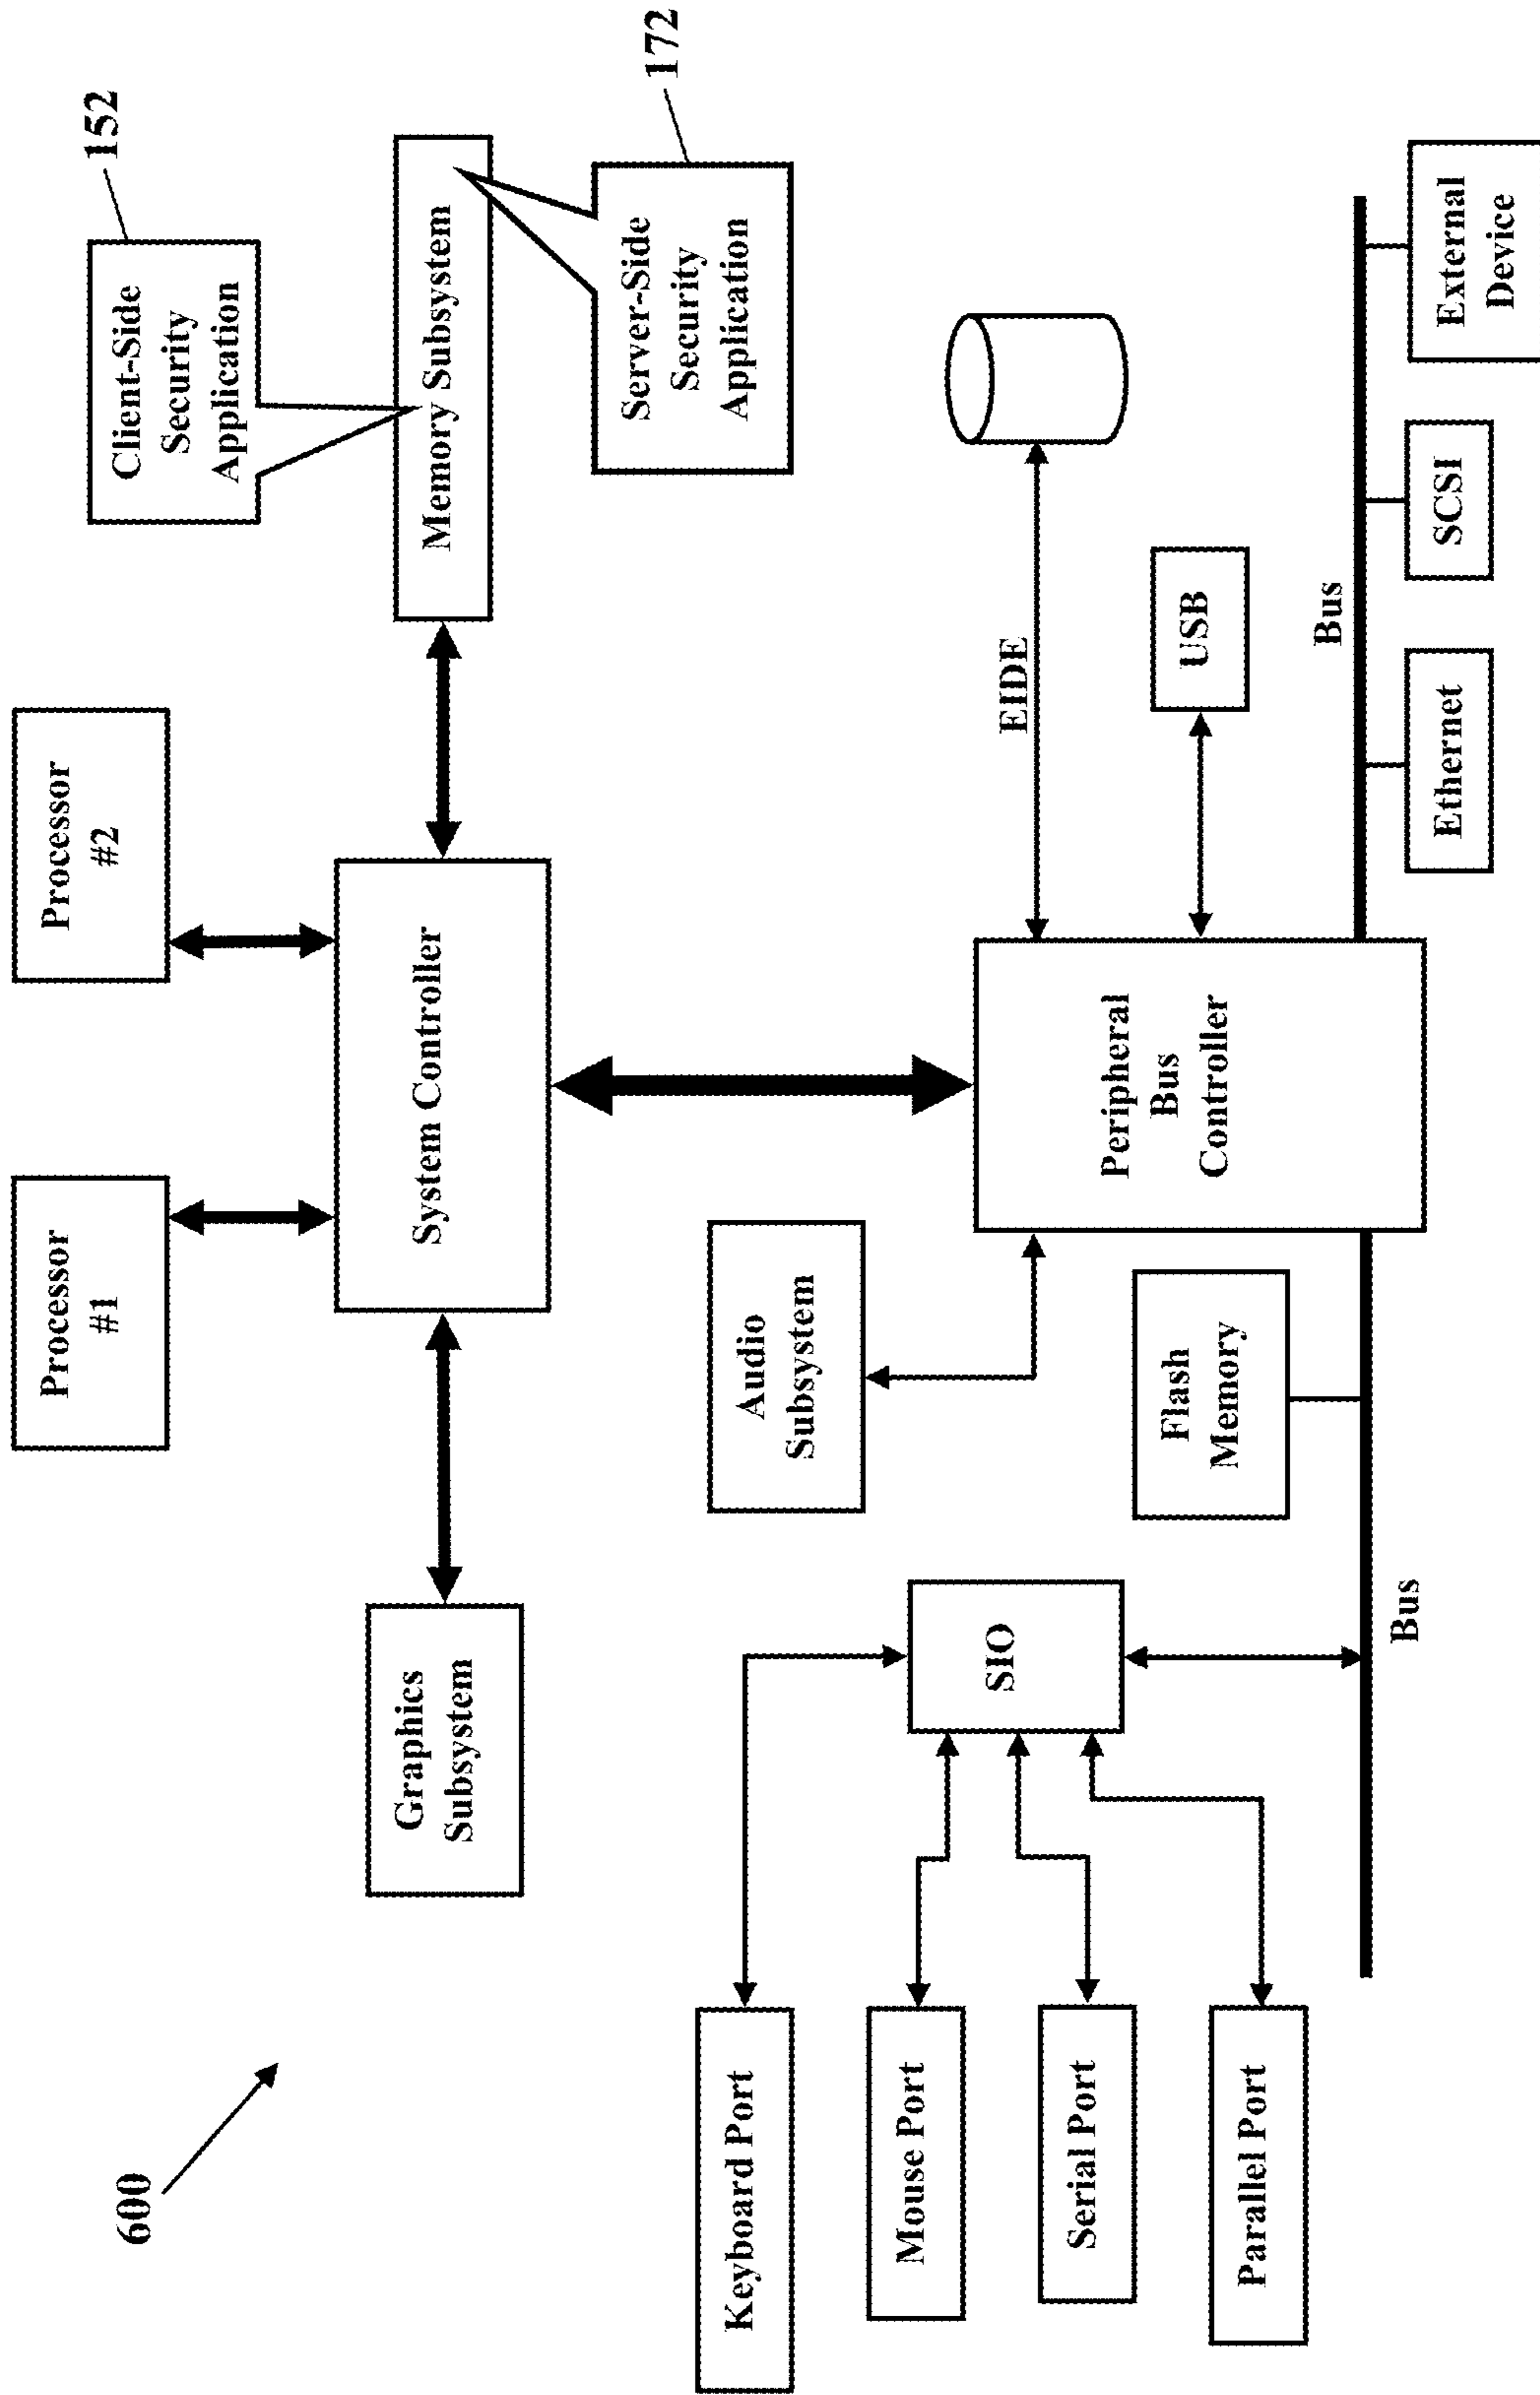 600
Processor
#1
Processor
#2
Client-Side
Security
Application
152
Graphics
Subsystem
System Controller
Memory Subsystem
Server-Side
Security
Application
172
Keyboard Port
Mouse Port
Serial Port
Parallel Port
SIO
Audio
Subsystem
Flash
Memory
Peripheral
Bus
Controller
EIDE
USB
Bus
Bus
Ethernet
SCSI
External
Device